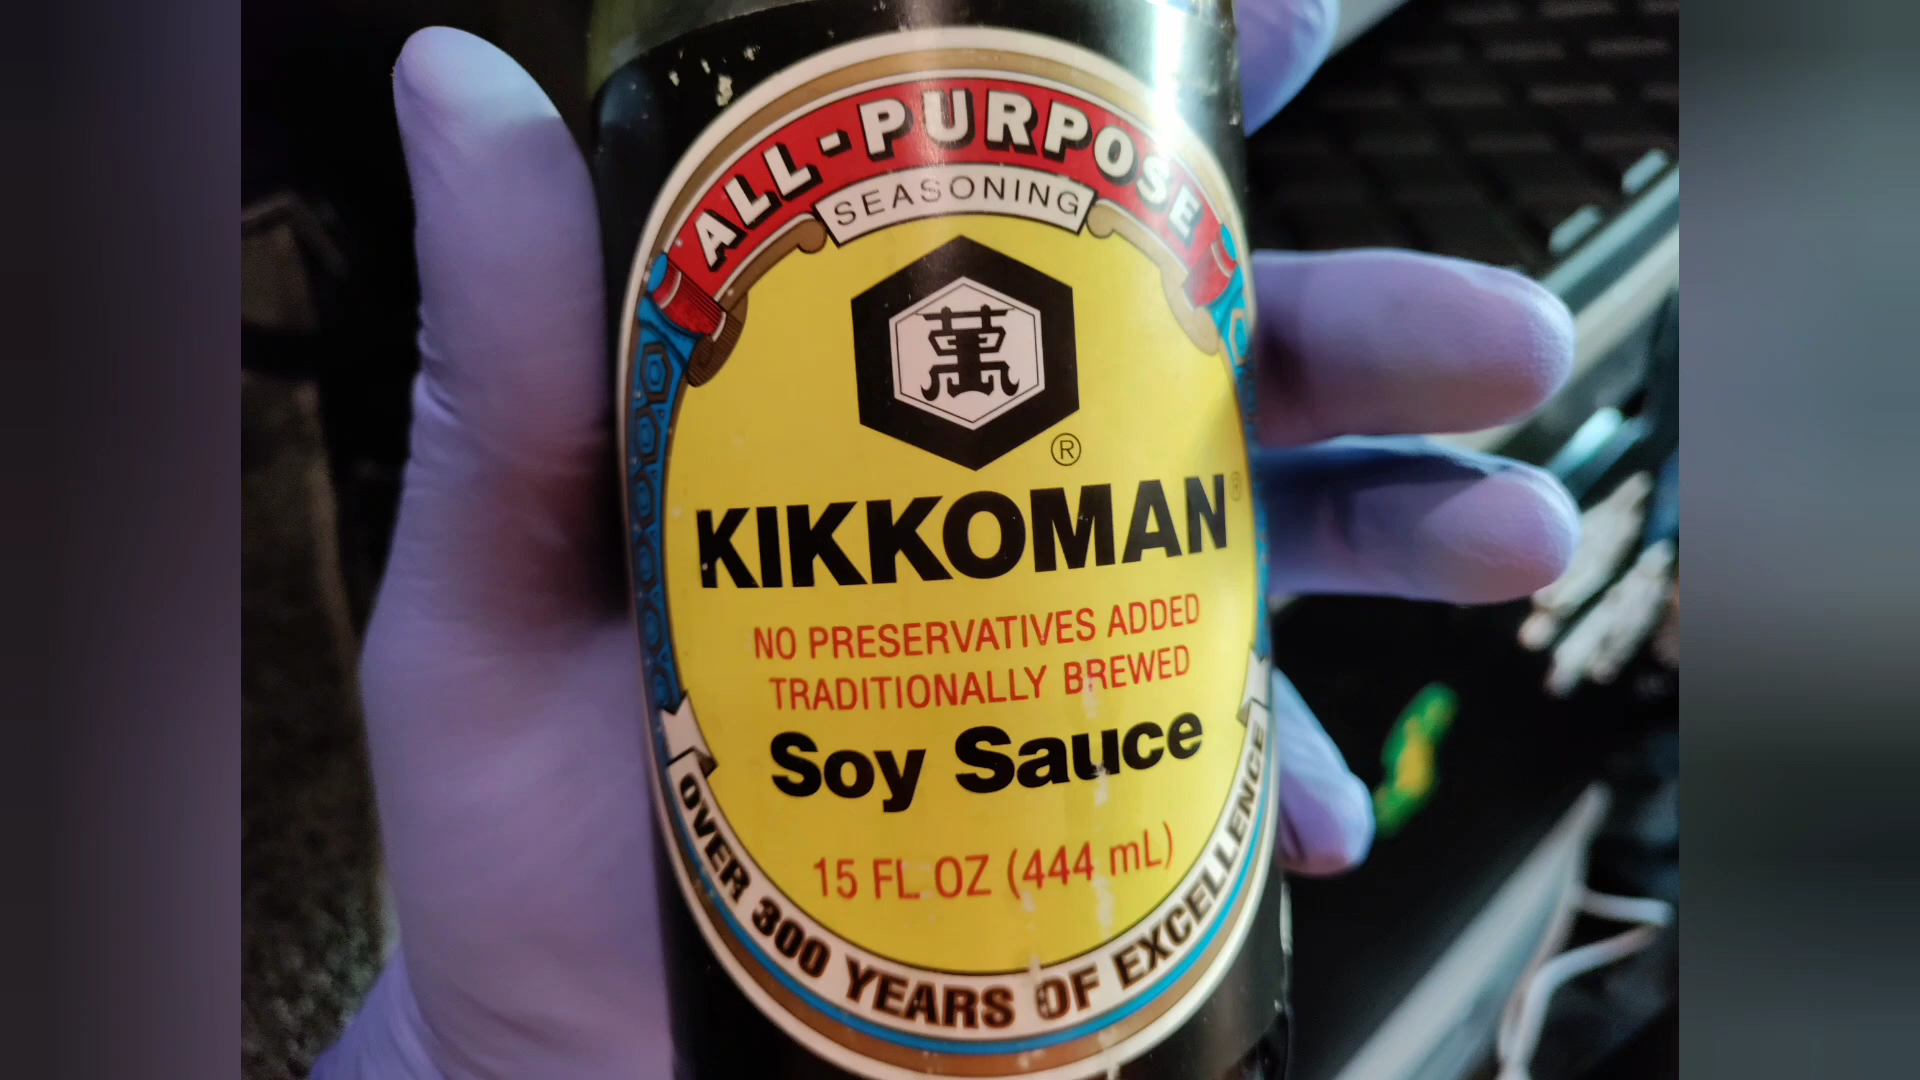 ALL-PURPOSE
SEASONING
萬
®
KIKKOMAN®
NO PRESERVATIVES ADDED
TRADITIONALLY BREWED
Soy Sauce
15 FL OZ (444 mL)
OVER 300 YEARS OF EXCELLENCE